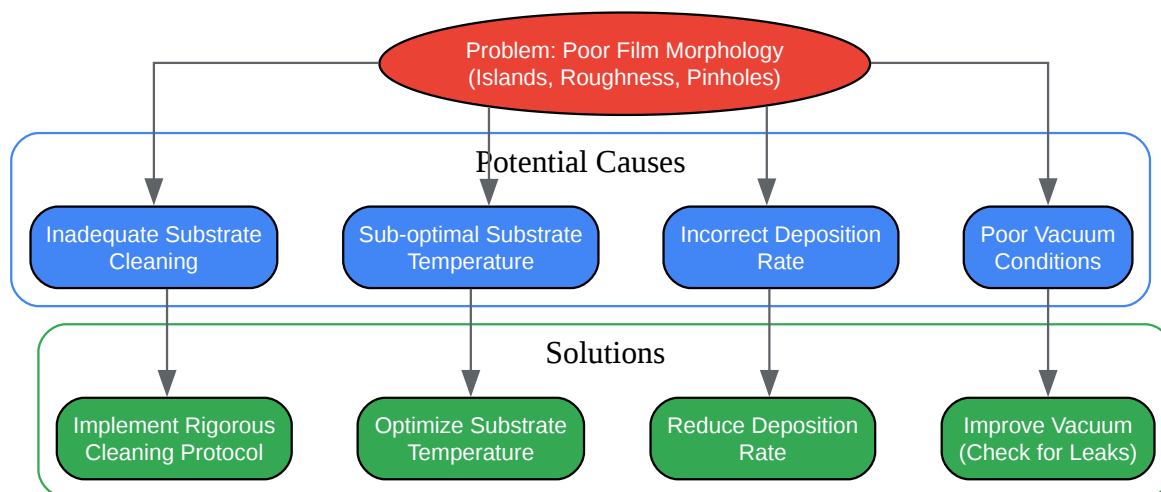 Problem: Poor Film Morphology
(Islands, Roughness, Pinholes)
Potential Causes
Inadequate Substrate
Cleaning
Sub-optimal Substrate
Temperature
Incorrect Deposition
Rate
Poor Vacuum
Conditions
Solutions
Implement Rigorous
Cleaning Protocol
Optimize Substrate
Temperature
Reduce Deposition
Rate
Improve Vacuum
(Check for Leaks)